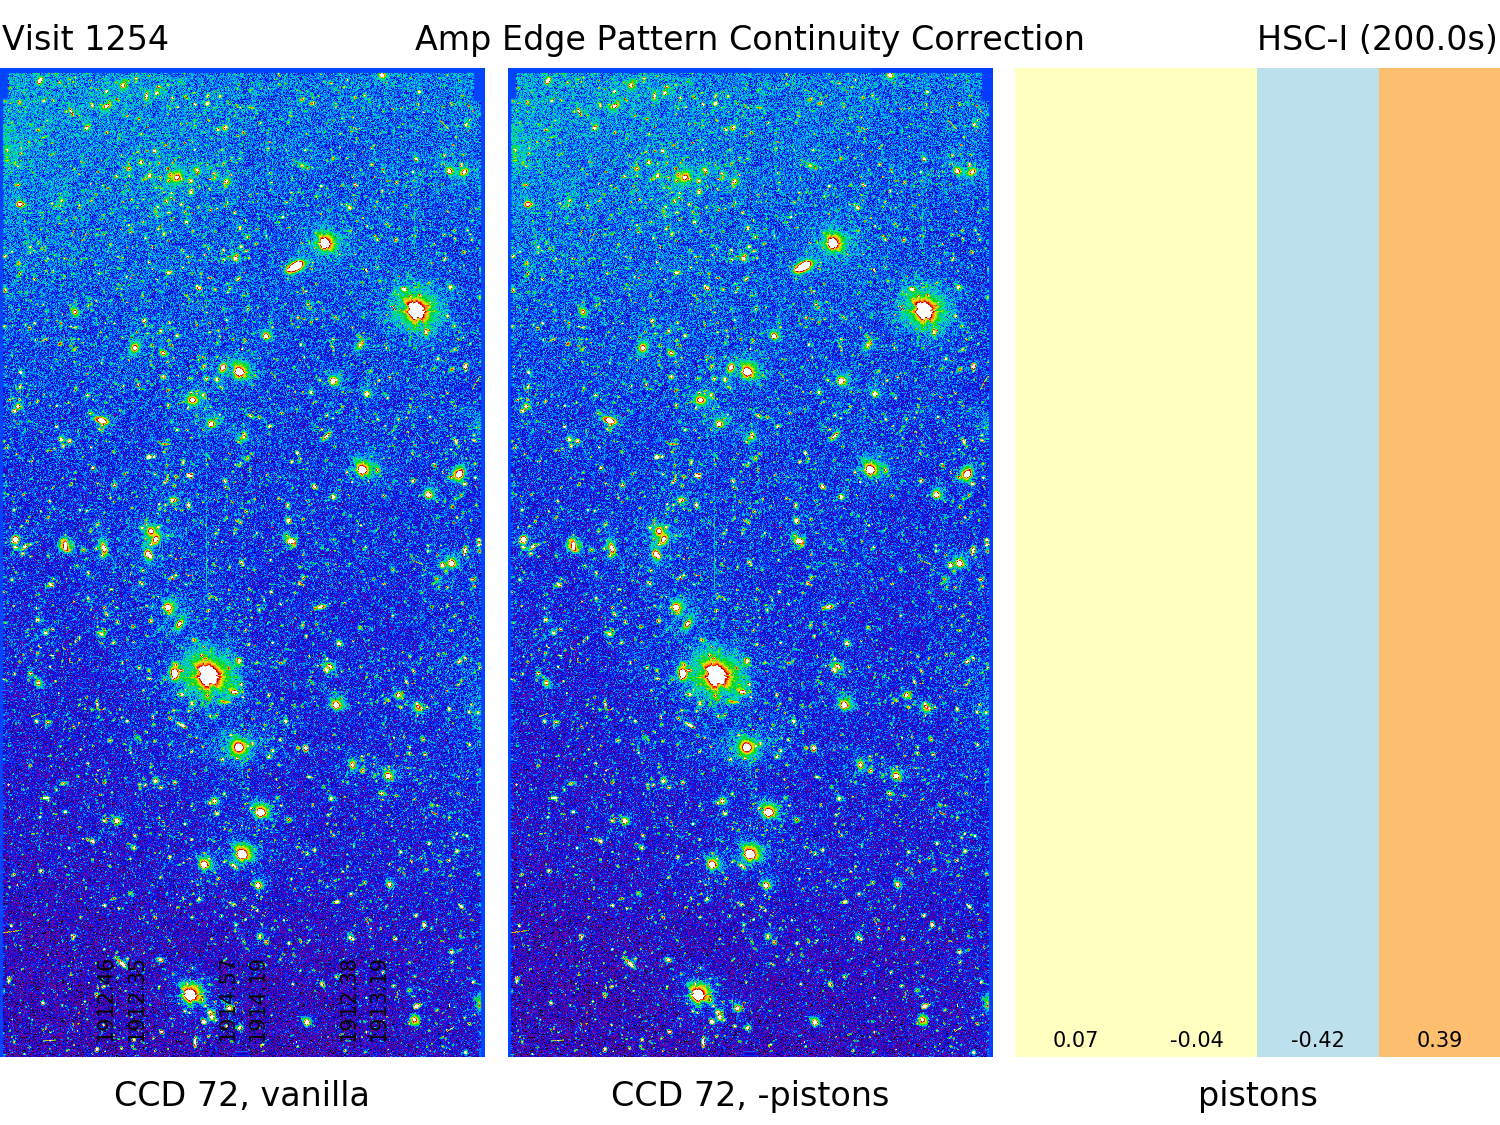 Visit 1254
Amp Edge Pattern Continuity Correction
HSC-I (200.0s)
1912.46
1912.35
1914.57
1914.19
1912.38
1913.19
0.07
-0.04
-0.42
0.39
CCD 72, vanilla
CCD 72, -pistons
pistons